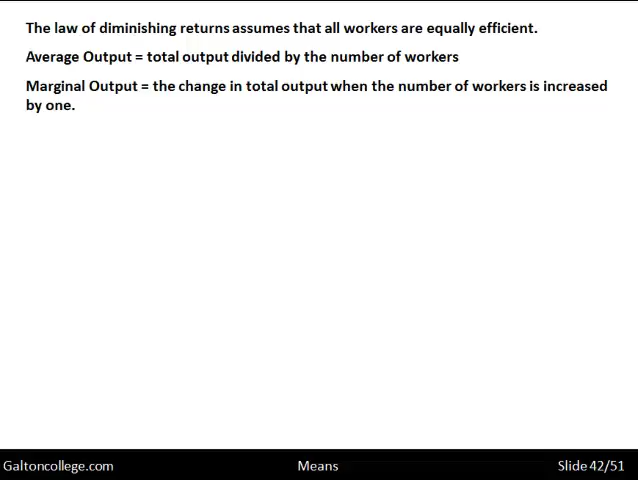 The law of diminishing returns assumes that all workers are equally efficient.
Average Output = total output divided by the number of workers
Marginal Output = the change in total output when the number of workers is increased
by one.
Galtoncollege.com Means Slide 42/51